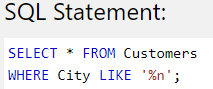 SQL Statement:
SELECT * FROM Customers
WHERE City LIKE '%n';